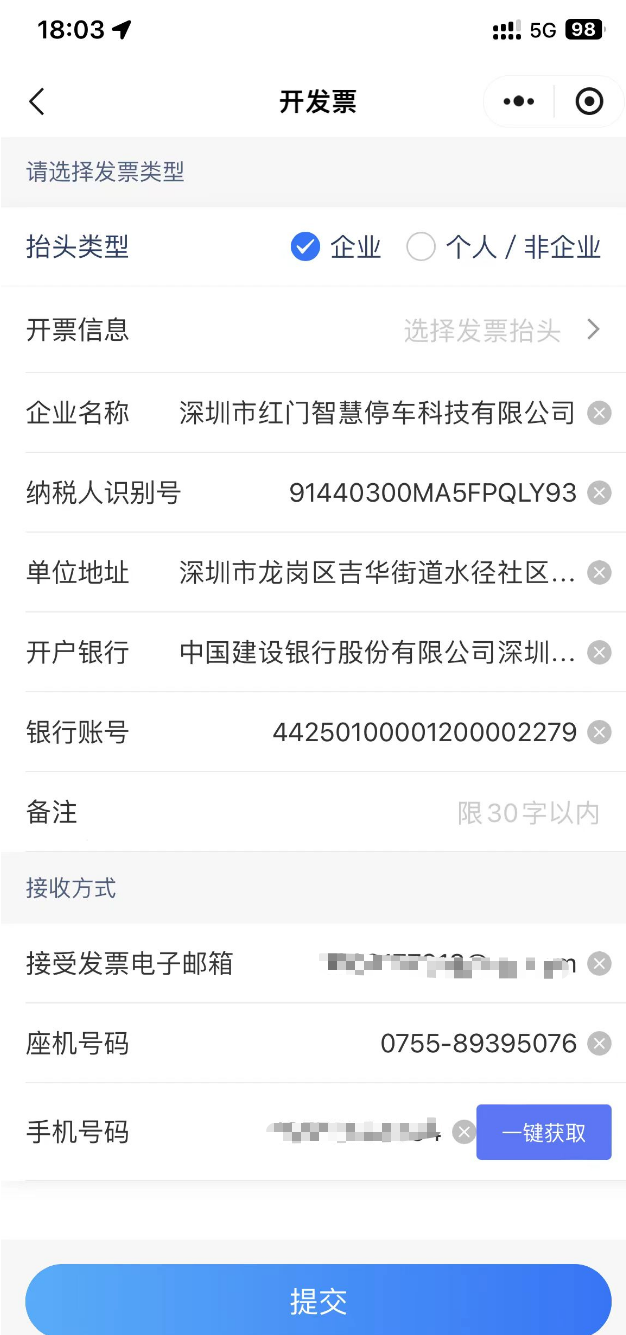 18:03
5G
98
开发票
请选择发票类型
抬头类型 企业 个人 / 非企业
开票信息 选择发票抬头
企业名称 深圳市红门智慧停车科技有限公司
纳税人识别号 91440300MA5FPQLY93
单位地址 深圳市龙岗区吉华街道水径社区...
开户银行 中国建设银行股份有限公司深圳...
银行账号 44250100001200002279
备注 限30字以内
接收方式
接受发票电子邮箱
座机号码 0755-89395076
手机号码 一键获取
提交